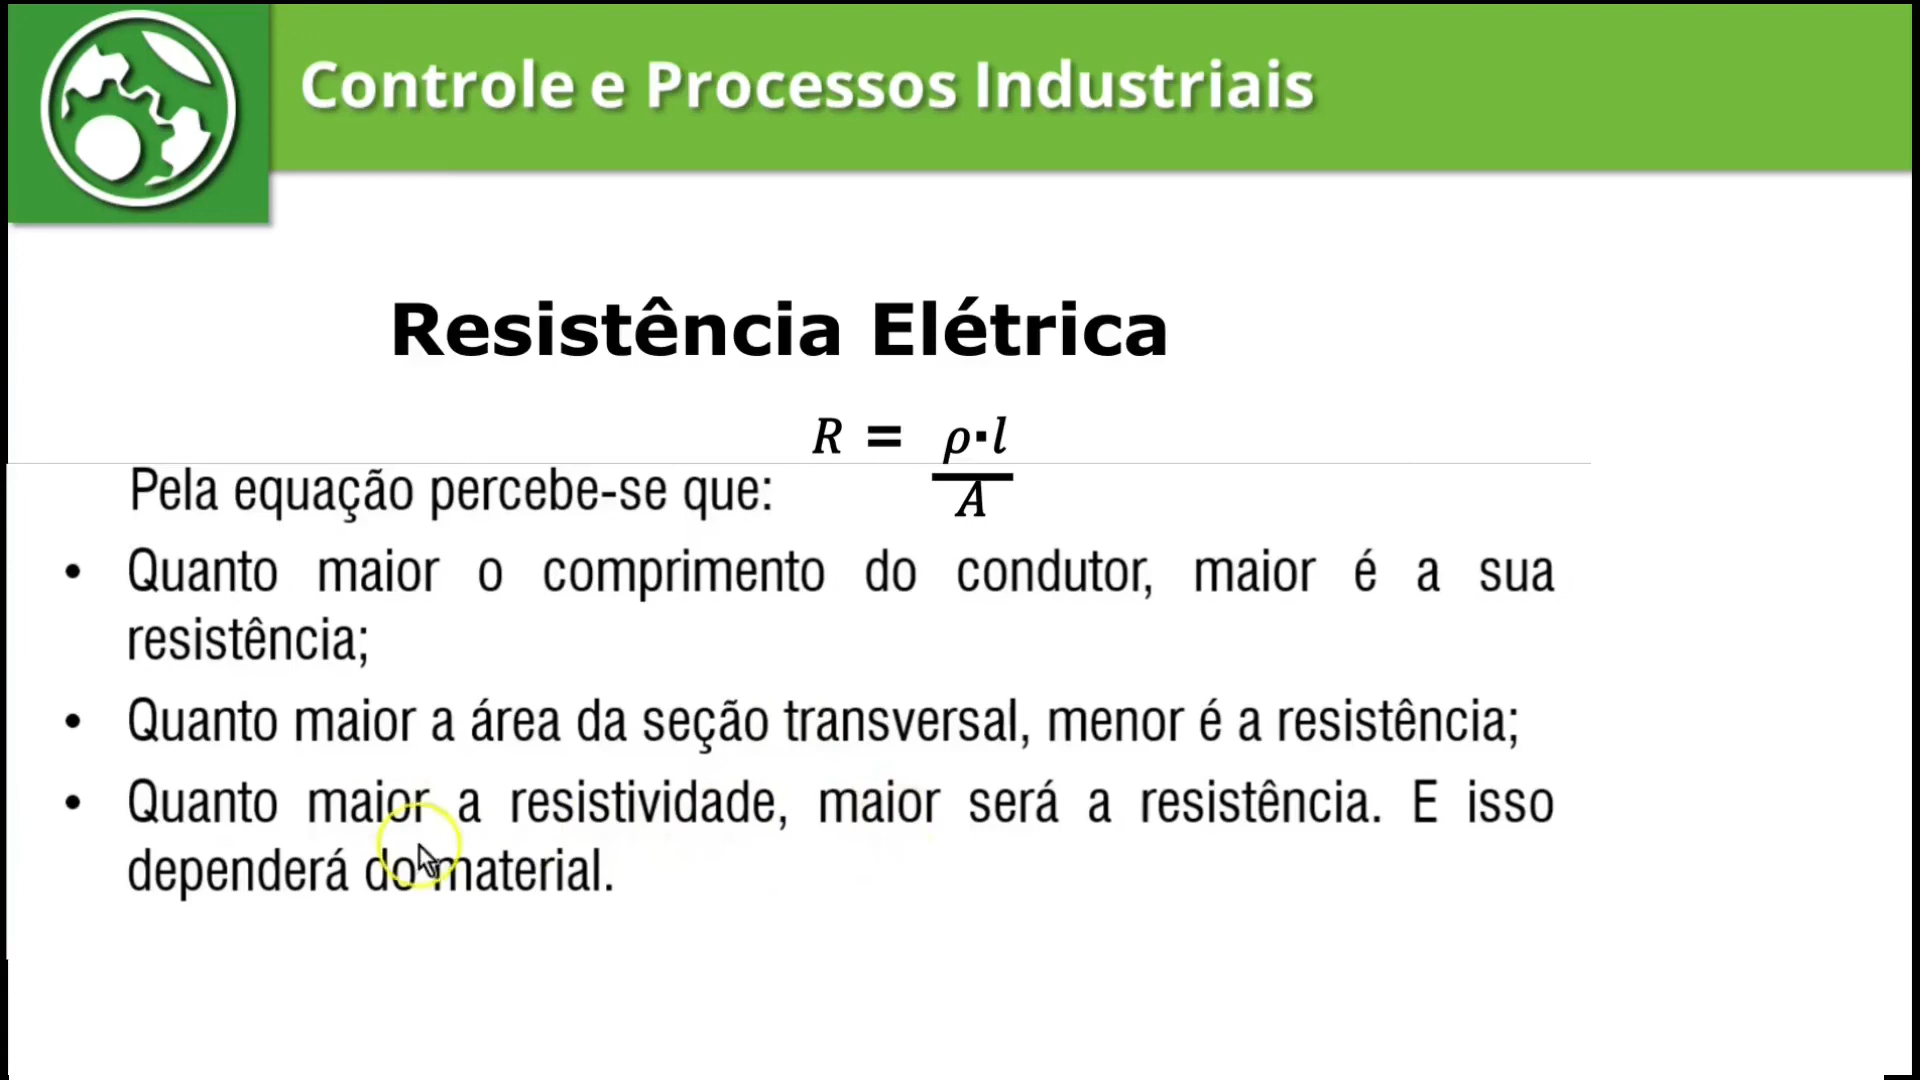 Controle e Processos Industriais
Resistência Elétrica
R = ρ·l
A
Pela equação percebe-se que:
• Quanto maior o comprimento do condutor, maior é a sua
resistência;
• Quanto maior a área da seção transversal, menor é a resistência;
• Quanto maior a resistividade, maior será a resistência. E isso
dependerá do material.